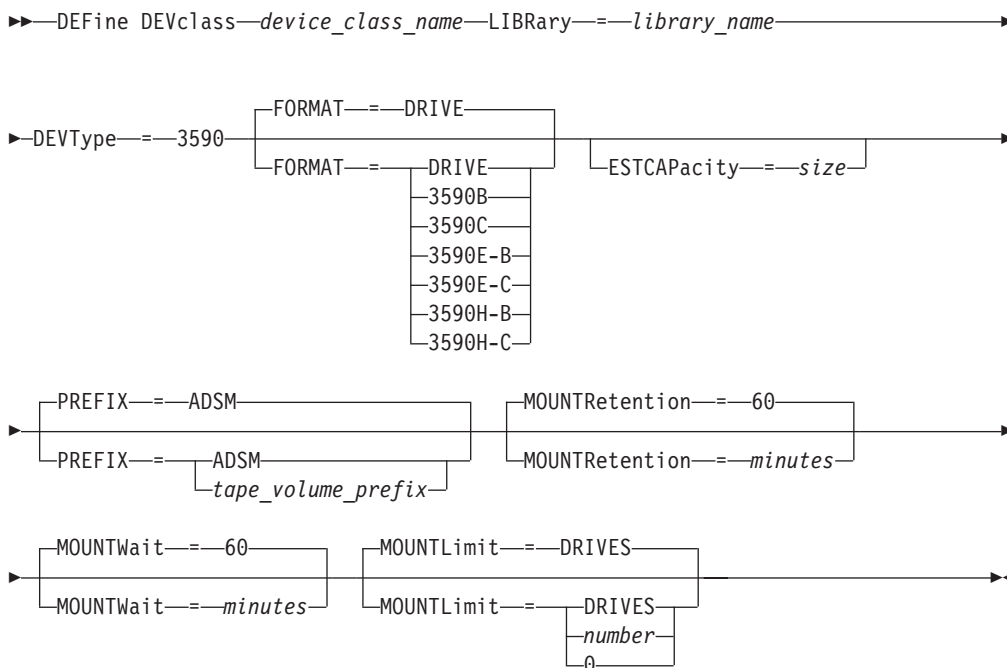 DEFine DEVclass device_class_name LIBRary = library_name
DEVType = 3590
FORMAT = DRIVE
FORMAT = DRIVE
3590B
3590C
3590E-B
3590E-C
3590H-B
3590H-C
ESTCAPacity = size
PREFIX = ADSM
PREFIX = ADSM
tape_volume_prefix
MOUNTRetention = 60
MOUNTRetention = minutes
MOUNTWait = 60
MOUNTWait = minutes
MOUNTLimit = DRIVES
MOUNTLimit = DRIVES
number
0